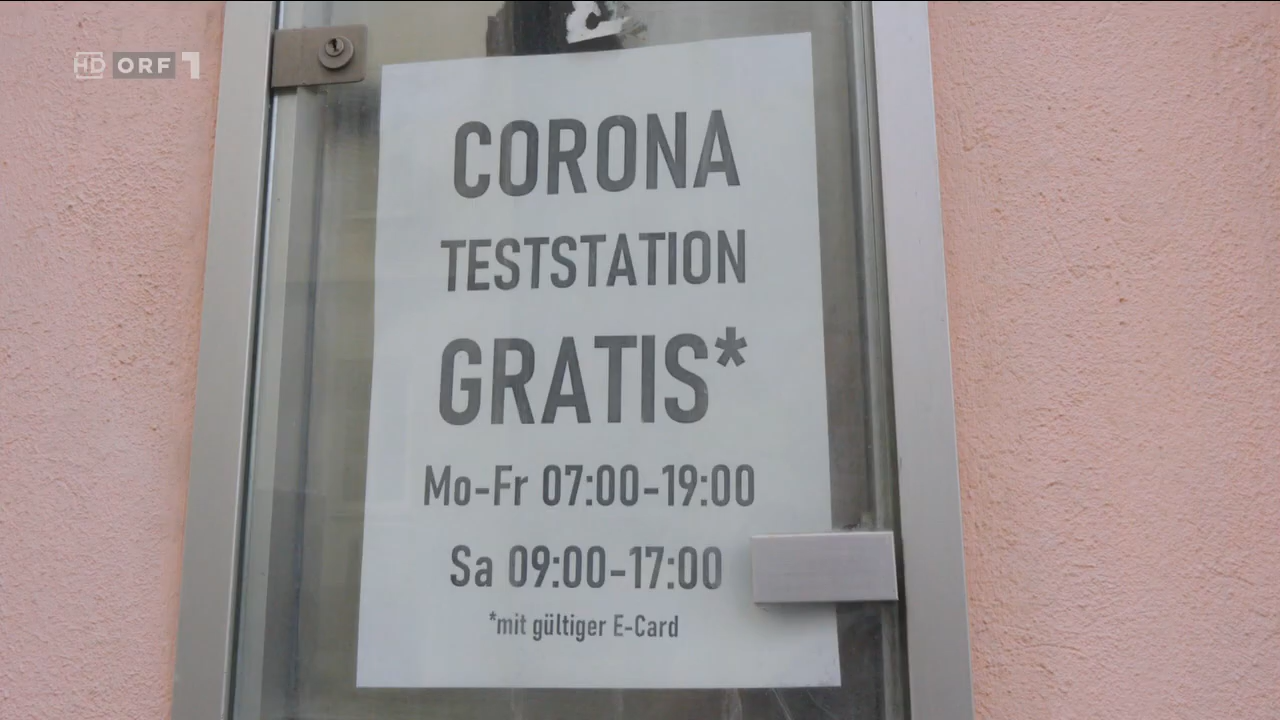 HD ORF 1
CORONA
TESTSTATION
GRATIS*
Mo-Fr 07:00-19:00
Sa 09:00-17:00
*mit gültiger E-Card